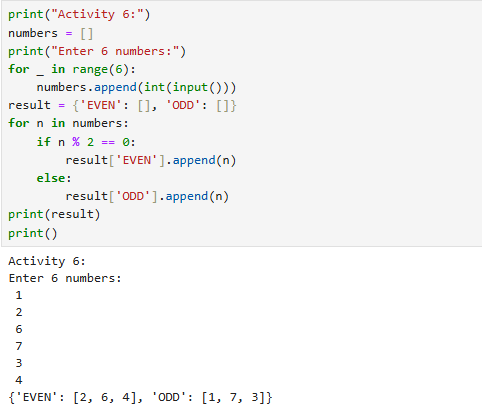 print("Activity 6:")
numbers = []
print("Enter 6 numbers:")
for _ in range(6):
    numbers.append(int(input()))
result = {'EVEN': [], 'ODD': []}
for n in numbers:
    if n % 2 == 0:
        result['EVEN'].append(n)
    else:
        result['ODD'].append(n)
print(result)
print()
Activity 6:
Enter 6 numbers:
 1
 2
 6
 7
 3
 4
{'EVEN': [2, 6, 4], 'ODD': [1, 7, 3]}